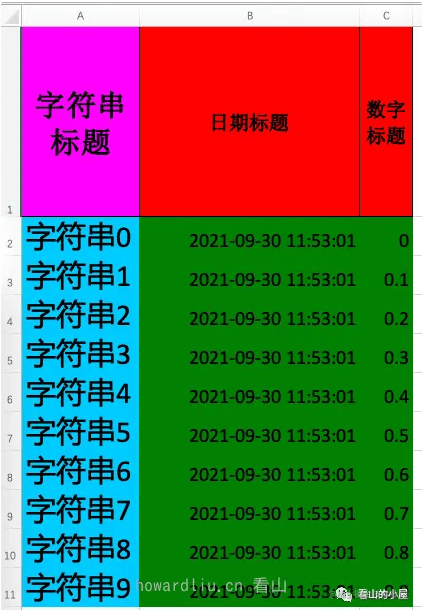 A B C
1 字符串 标题 日期标题 数字 标题
2 字符串0 2021-09-30 11:53:01 0
3 字符串1 2021-09-30 11:53:01 0.1
4 字符串2 2021-09-30 11:53:01 0.2
5 字符串3 2021-09-30 11:53:01 0.3
6 字符串4 2021-09-30 11:53:01 0.4
7 字符串5 2021-09-30 11:53:01 0.5
8 字符串6 2021-09-30 11:53:01 0.6
9 字符串7 2021-09-30 11:53:01 0.7
10 字符串8 2021-09-30 11:53:01 0.8
howardliu.cn 看山
看山的小屋
11 字符串9 2021-09-30 11:53:01